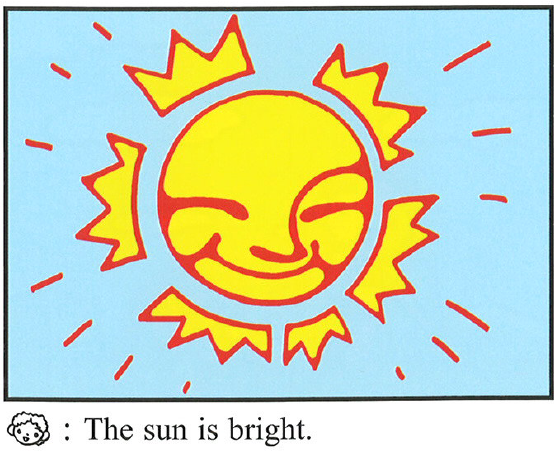 : The sun is bright.